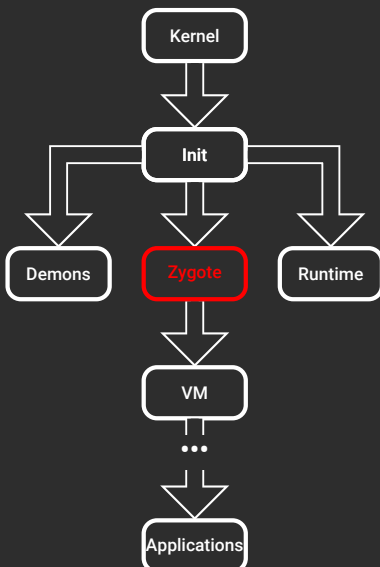 Kernel
Init
Demons
Zygote
Runtime
VM
...
Applications